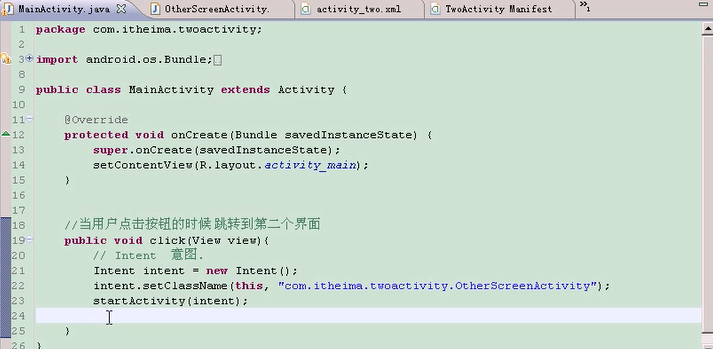 MainActivity.java OtherScreenActivity. activity_two.xml TwoActivity Manifest »1
1 package com.itheima.twoactivity;
2
3 import android.os.Bundle;
8
9 public class MainActivity extends Activity {
10
11 @Override
12 protected void onCreate(Bundle savedInstanceState) {
13 super.onCreate(savedInstanceState);
14 setContentView(R.layout.activity_main);
15 }
16
17
18 //当用户点击按钮的时候 跳转到第二个界面
19 public void click(View view){
20 // Intent 意图.
21 Intent intent = new Intent();
22 intent.setClassName(this, "com.itheima.twoactivity.OtherScreenActivity");
23 startActivity(intent);
24
25 }
26 }